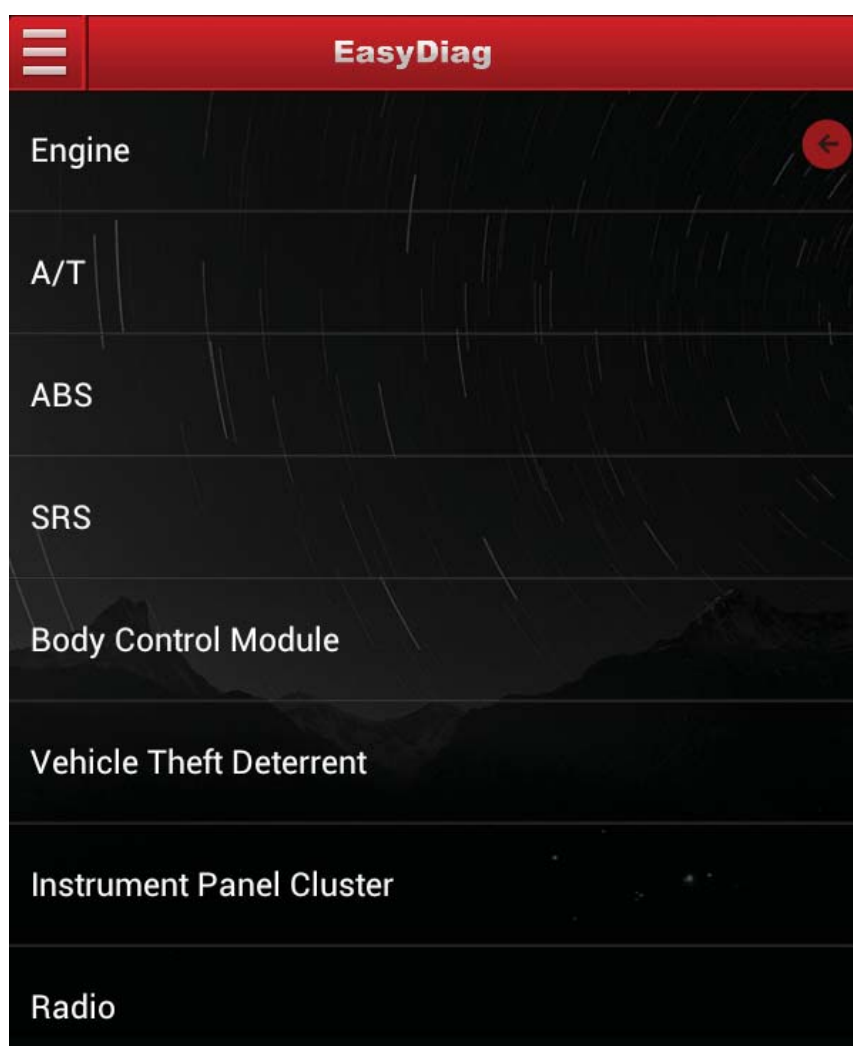 EasyDiag
Engine
A/T
ABS
SRS
Body Control Module
Vehicle Theft Deterrent
Instrument Panel Cluster
Radio